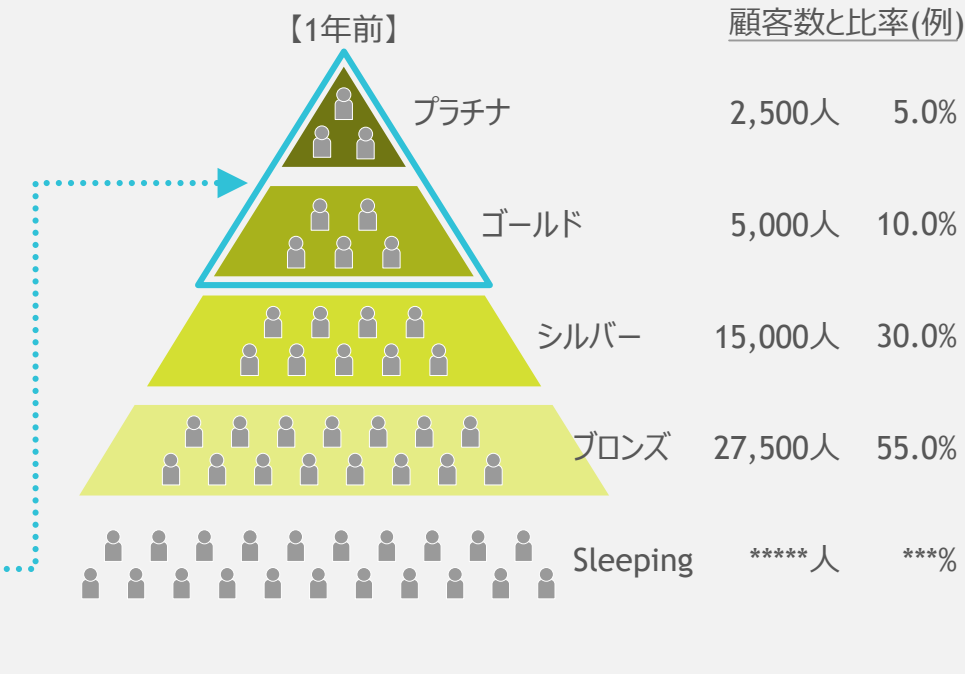 【1年前】
顧客数と比率(例)
プラチナ 2,500人 5.0%
ゴールド 5,000人 10.0%
シルバー 15,000人 30.0%
ブロンズ 27,500人 55.0%
Sleeping *****人 ***%